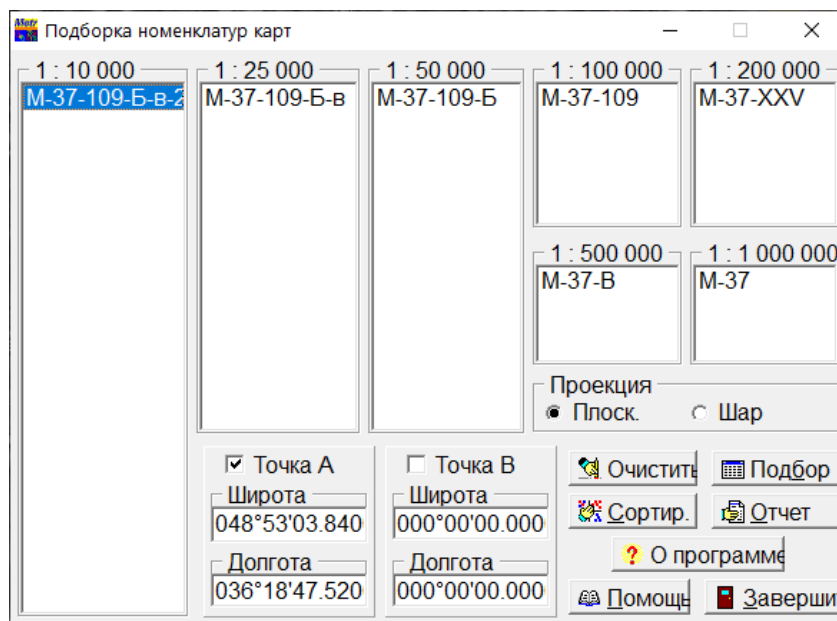 Подборка номенклатур карт
1 : 10 000
1 : 25 000
1 : 50 000
1 : 100 000
1 : 200 000
М-37-109-Б-в-2
М-37-109-Б-в
М-37-109-Б
М-37-109
М-37-XXV
1 : 500 000
1 : 1 000 000
М-37-В
М-37
Проекция
Плоск.
Шар
Точка А
Точка В
Очистить
Подбор
Широта
Широта
048°53'03.840
000°00'00.000
Сортир.
Отчет
О программе
Долгота
Долгота
036°18'47.520
000°00'00.000
Помощь